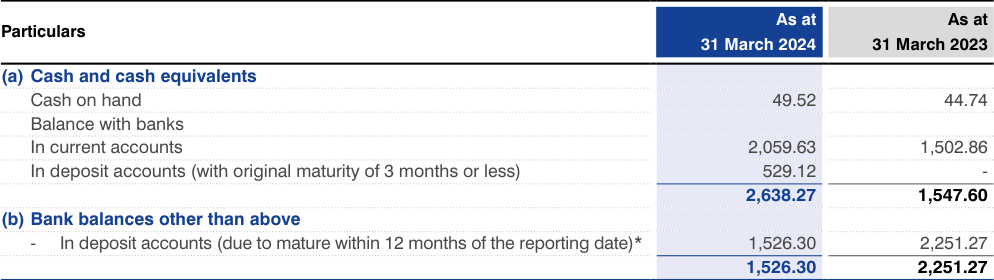 Particulars As at 31 March 2024 As at 31 March 2023
(a) Cash and cash equivalents
Cash on hand 49.52 44.74
Balance with banks
In current accounts 2,059.63 1,502.86
In deposit accounts (with original maturity of 3 months or less) 529.12 -
2,638.27 1,547.60
(b) Bank balances other than above
- In deposit accounts (due to mature within 12 months of the reporting date)* 1,526.30 2,251.27
1,526.30 2,251.27